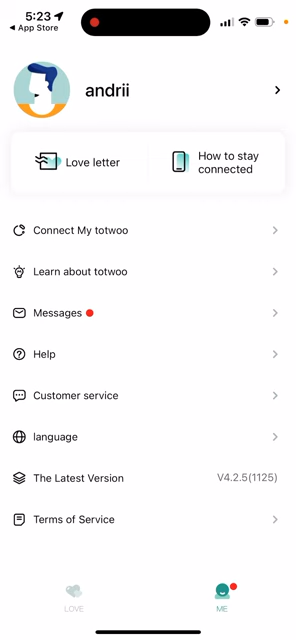 5:23
◀ App Store
andrii
Love letter
How to stay
connected
Connect My totwoo
Learn about totwoo
Messages
Help
Customer service
language
The Latest Version
V4.2.5(1125)
Terms of Service
LOVE
ME